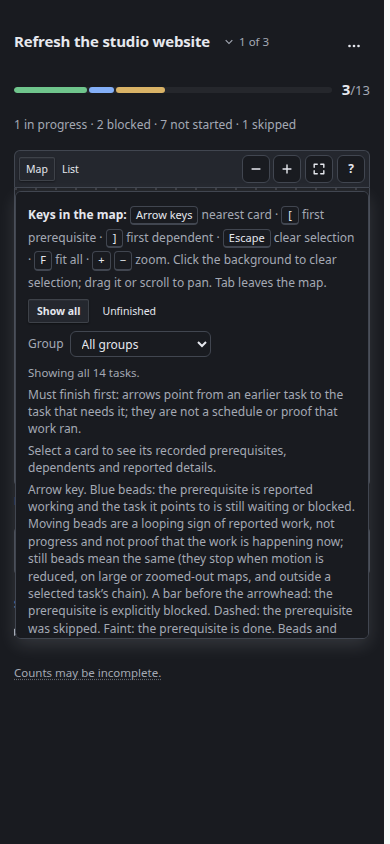 Refresh the studio website 1 of 3 ...
3/13
1 in progress · 2 blocked · 7 not started · 1 skipped
Map List − + ?
Keys in the map: Arrow keys nearest card · [ first
prerequisite · ] first dependent · Escape clear selection
· F fit all · + − zoom. Click the background to clear
selection; drag it or scroll to pan. Tab leaves the map.
Show all Unfinished
Group All groups
Showing all 14 tasks.
Must finish first: arrows point from an earlier task to the
task that needs it; they are not a schedule or proof that
work ran.
Select a card to see its recorded prerequisites,
dependents and reported details.
Arrow key. Blue beads: the prerequisite is reported
working and the task it points to is still waiting or blocked.
Moving beads are a looping sign of reported work, not
progress and not proof that the work is happening now;
still beads mean the same (they stop when motion is
reduced, on large or zoomed-out maps, and outside a
selected task's chain). A bar before the arrowhead: the
prerequisite is explicitly blocked. Dashed: the prerequisite
was skipped. Faint: the prerequisite is done. Beads and
Counts may be incomplete.